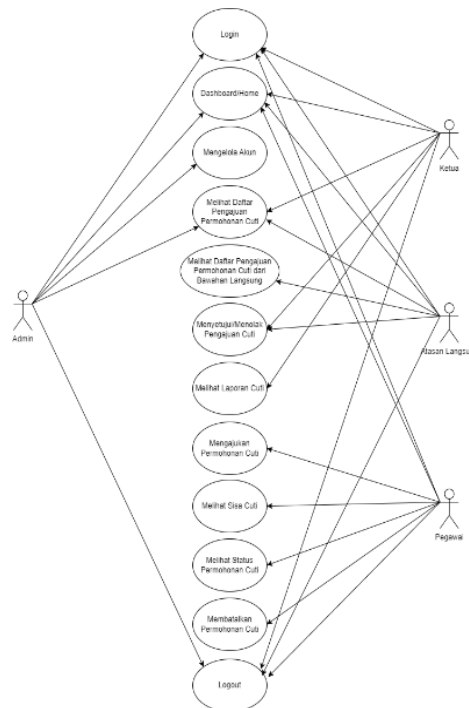 Login
Dashboard/Home
Mengelola Akun
Melihat Daftar
Pengajuan
Permohonan Cuti
Melihat Daftar Pengajuan
Permohonan Cuti dari
Bawahan Langsung
Menyetujui/Menolak
Pengajuan Cuti
Melihat Laporan Cuti
Mengajukan
Permohonan Cuti
Melihat Sisa Cuti
Melihat Status
Permohonan Cuti
Membatalkan
Permohonan Cuti
Logout
Admin
Ketua
Atasan Langsu
Pegawai